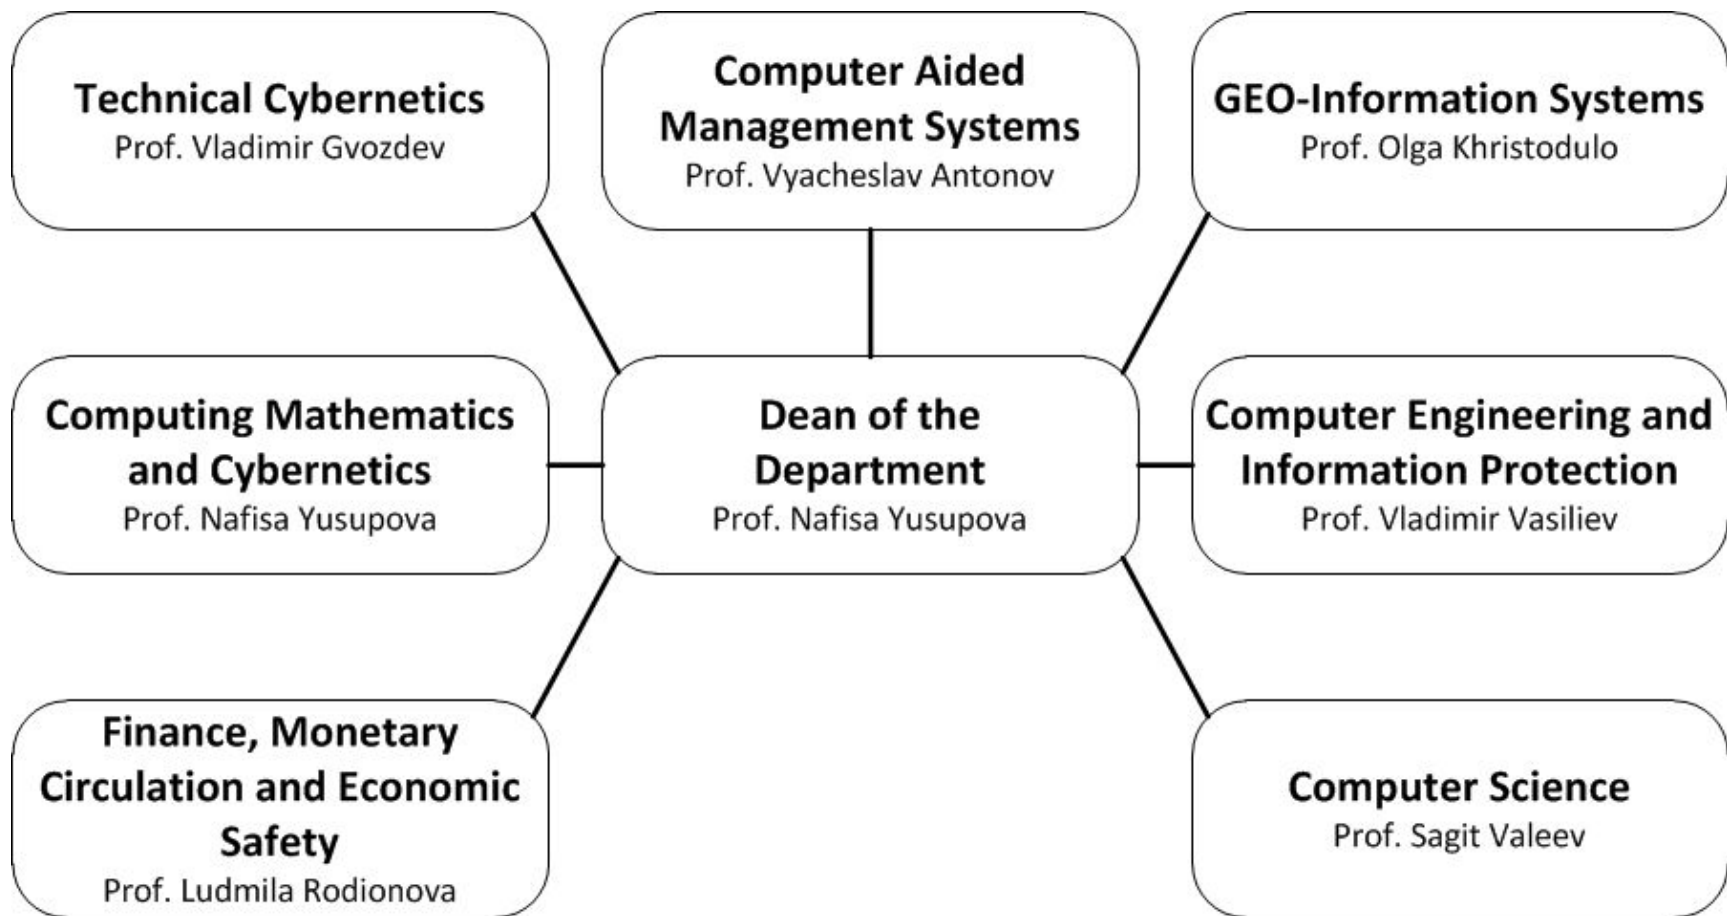 Technical Cybernetics
Prof. Vladimir Gvozdev
Computer Aided
Management Systems
Prof. Vyacheslav Antonov
GEO-Information Systems
Prof. Olga Khristodulo
Computing Mathematics
and Cybernetics
Prof. Nafisa Yusupova
Dean of the
Department
Prof. Nafisa Yusupova
Computer Engineering and
Information Protection
Prof. Vladimir Vasiliev
Finance, Monetary
Circulation and Economic
Safety
Prof. Ludmila Rodionova
Computer Science
Prof. Sagit Valeev